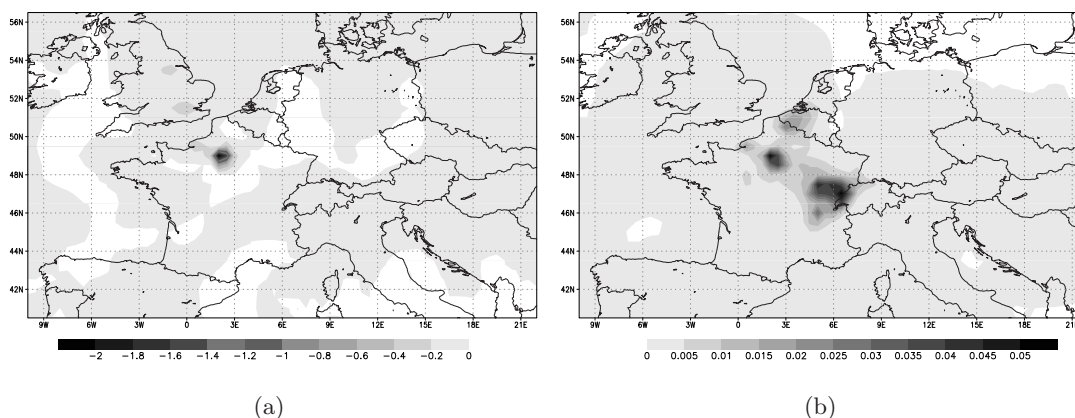 56N
54N
52N
50N
48N
46N
44N
42N
9W 6W 3W 0 3E 6E 9E 12E 15E 18E 21E
-2 -1.8 -1.6 -1.4 -1.2 -1 -0.8 -0.6 -0.4 -0.2 0
(a)
56N
54N
52N
50N
48N
46N
44N
42N
9W 6W 3W 0 3E 6E 9E 12E 15E 18E 21E
0 0.005 0.01 0.015 0.02 0.025 0.03 0.035 0.04 0.045 0.05
(b)